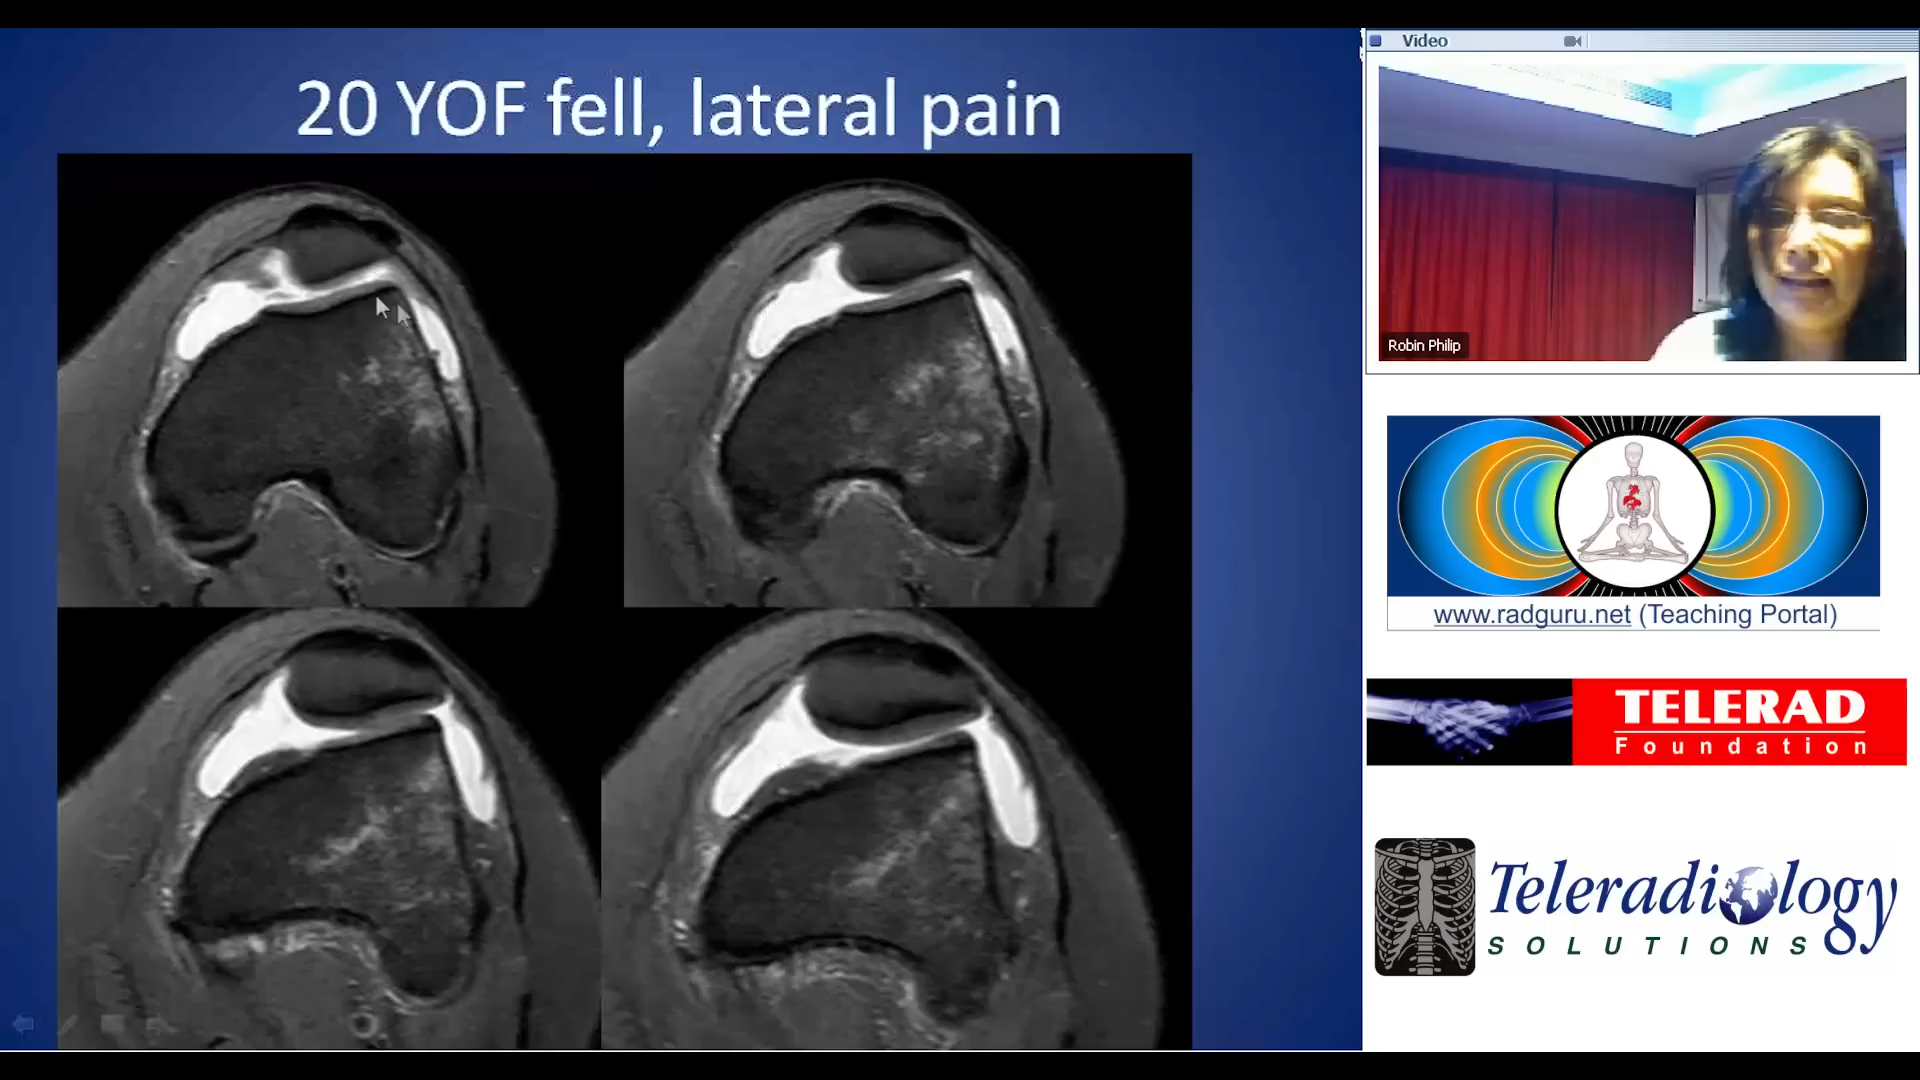 20 YOF fell, lateral pain
Video
Robin Philip
www.radguru.net (Teaching Portal)
TELERAD
Foundation
Teleradiology
SOLUTIONS